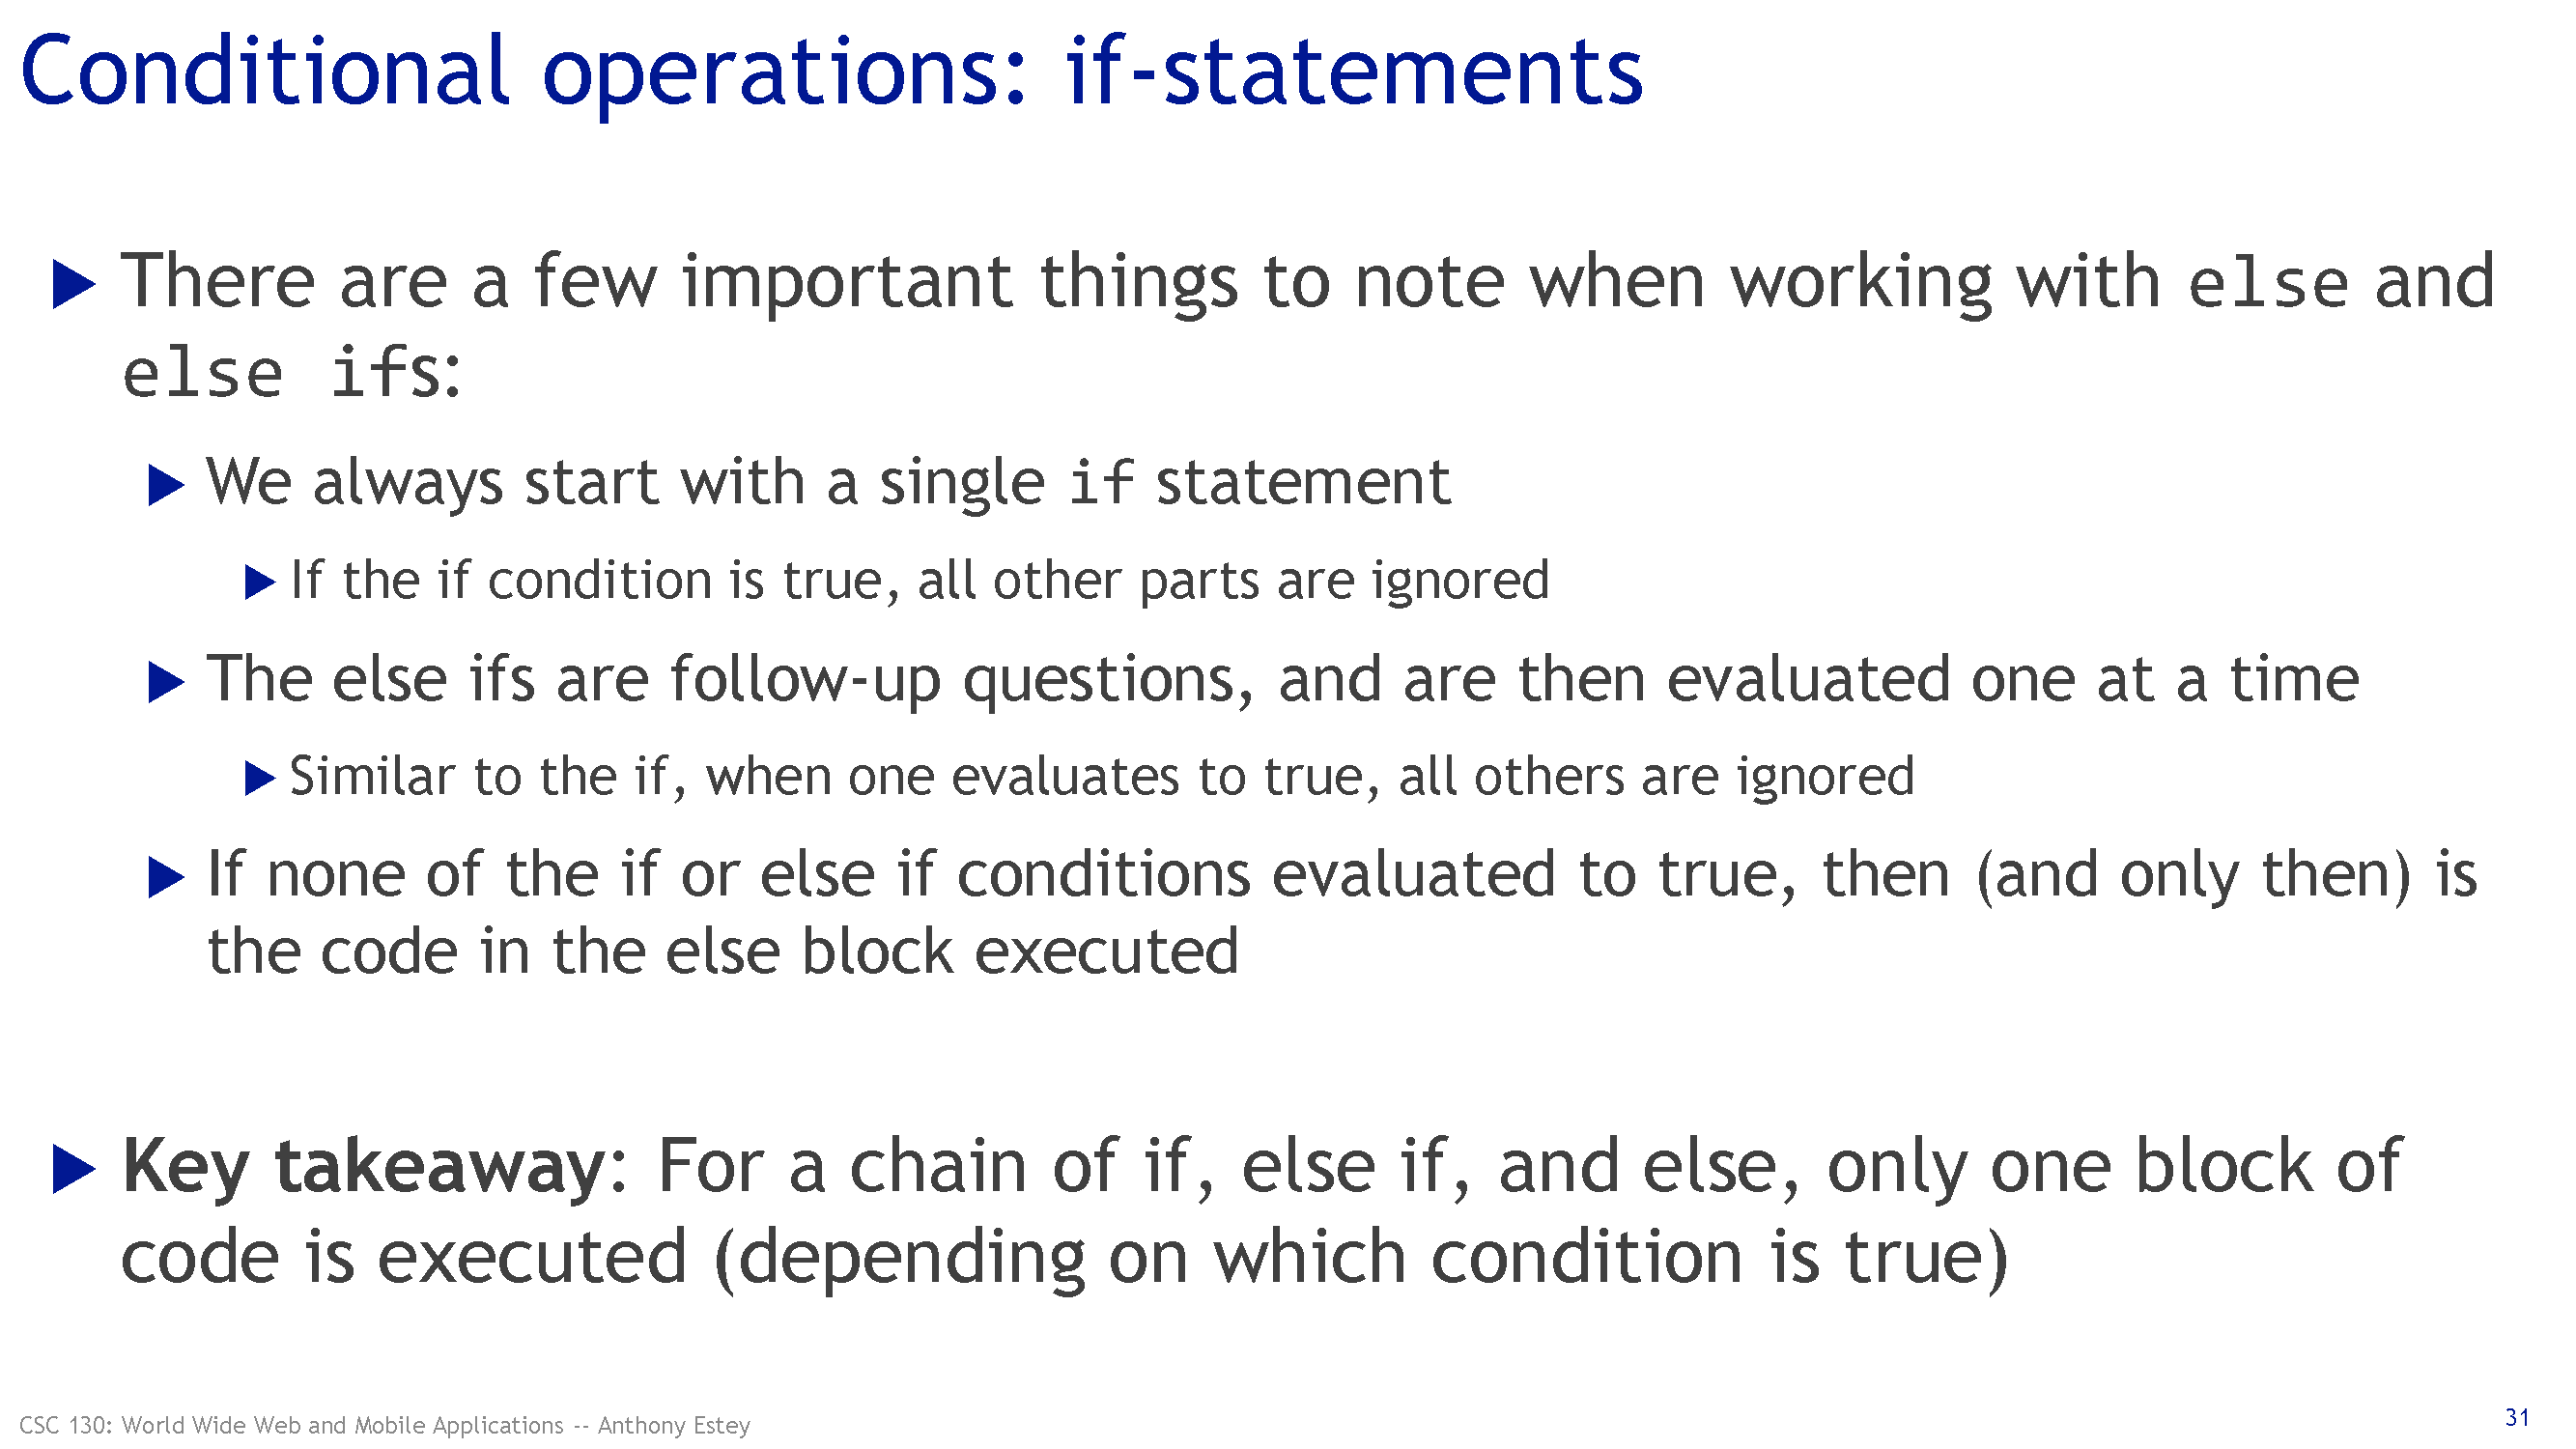 Conditional operations: if-statements
There are a few important things to note when working with else and
else ifs:
We always start with a single if statement
If the if condition is true, all other parts are ignored
The else ifs are follow-up questions, and are then evaluated one at a time
Similar to the if, when one evaluates to true, all others are ignored
If none of the if or else if conditions evaluated to true, then (and only then) is
the code in the else block executed
Key takeaway: For a chain of if, else if, and else, only one block of
code is executed (depending on which condition is true)
CSC 130: World Wide Web and Mobile Applications -- Anthony Estey
31